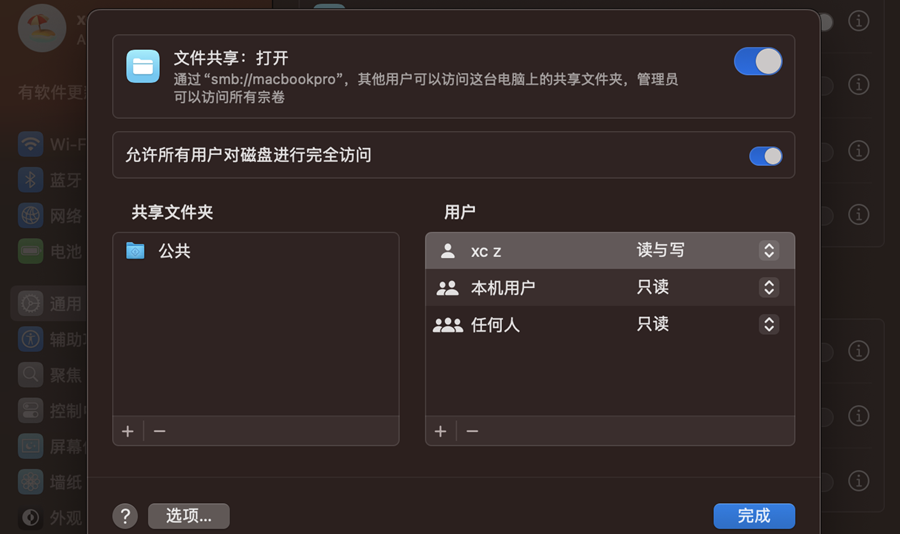 有软件更
Wi-F
蓝牙
网络
电池
通用
辅助
聚焦
控制
屏幕
墙纸
外观
文件共享：打开
通过“smb://macbookpro”，其他用户可以访问这台电脑上的共享文件夹，管理员
可以访问所有宗卷
允许所有用户对磁盘进行完全访问
共享文件夹
公共
用户
xc z 读与写
本机用户 只读
任何人 只读
?
选项...
完成